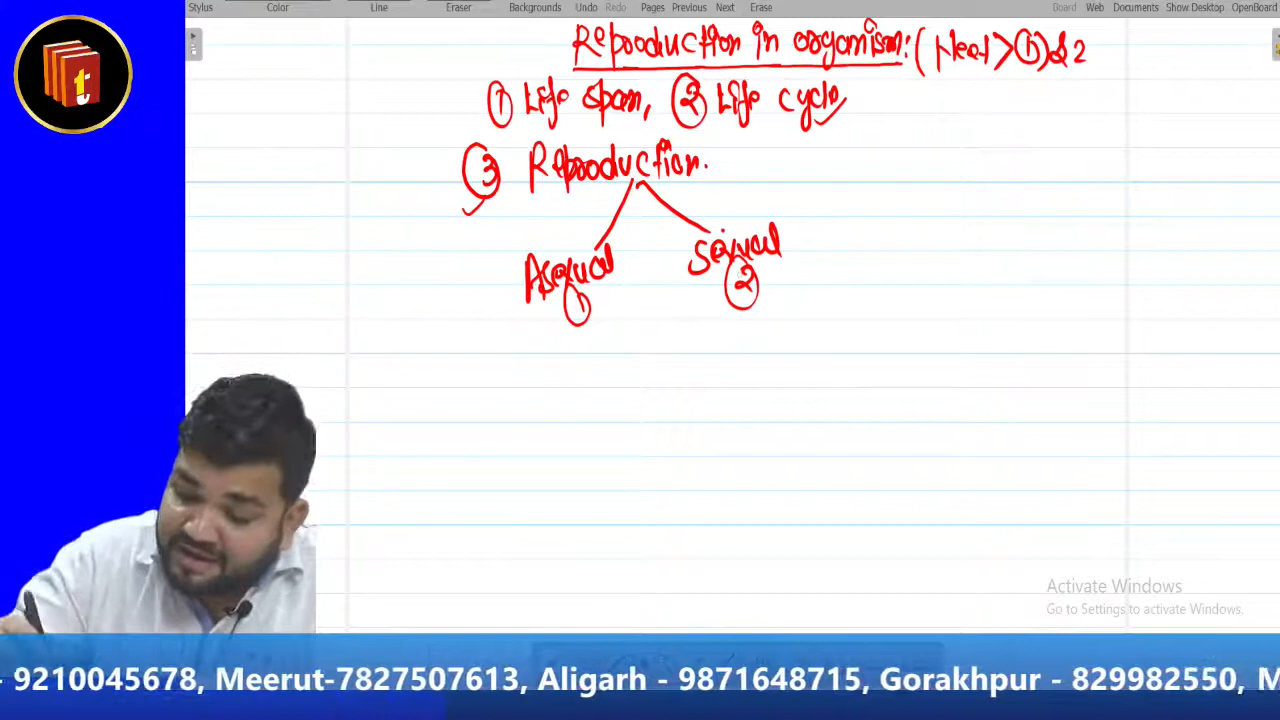 Stylus Color Line Eraser Backgrounds Undo Redo Pages Previous Next Erase Board Web Documents Show Desktop OpenBoard
Reproduction in organism: (Neet > ①) & 2
① Life span, ② Life cycle
③ Reproduction.
Asexual Sexual
① ②
t
Activate Windows
Go to Settings to activate Windows.
- 9210045678, Meerut-7827507613, Aligarh - 9871648715, Gorakhpur - 829982550, M